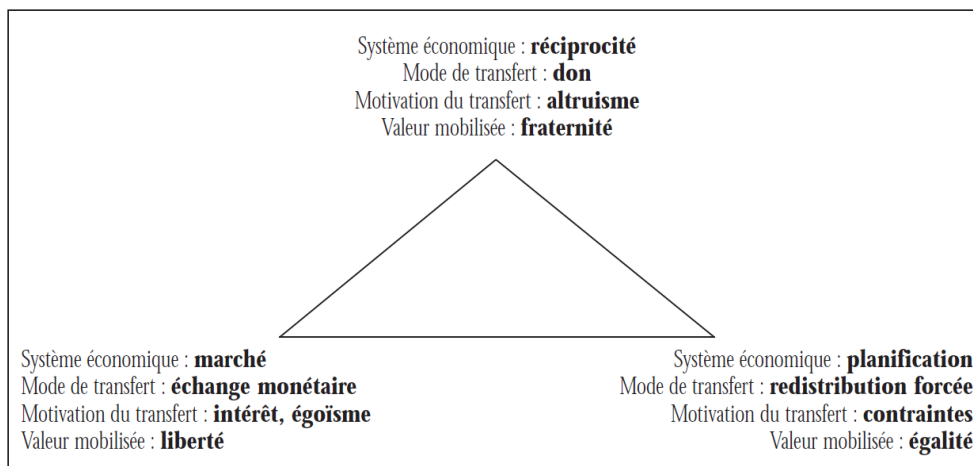 Système économique : réciprocité
Mode de transfert : don
Motivation du transfert : altruisme
Valeur mobilisée : fraternité
Système économique : marché
Mode de transfert : échange monétaire
Motivation du transfert : intérêt, égoïsme
Valeur mobilisée : liberté
Système économique : planification
Mode de transfert : redistribution forcée
Motivation du transfert : contraintes
Valeur mobilisée : égalité